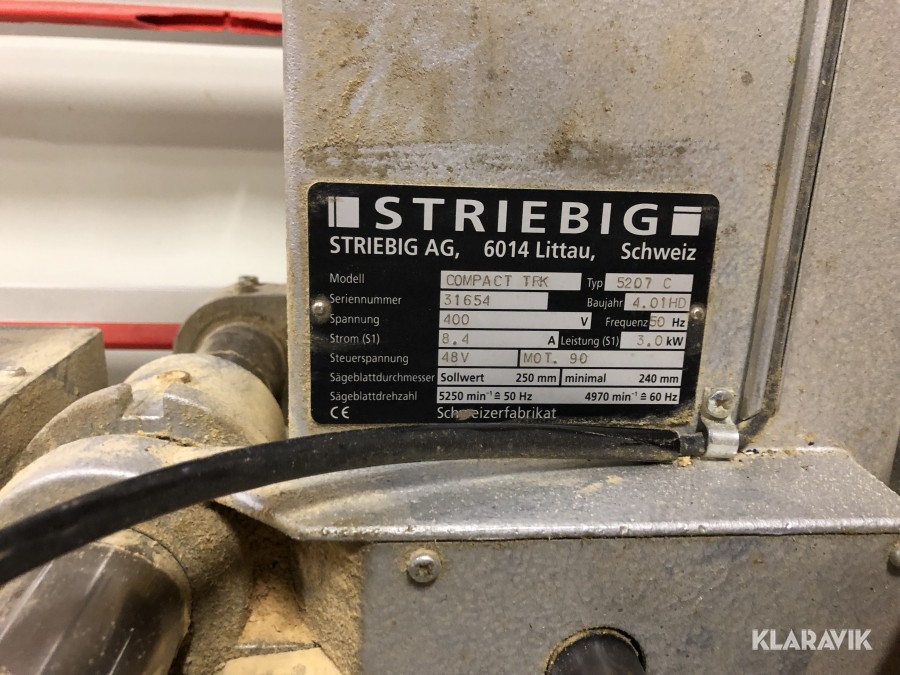 STRIEBIG
STRIEBIG AG, 6014 Littau, Schweiz
Modell COMPACT TRK Typ 5207 C
Seriennummer 31654 Baujahr 4.01HD
Spannung 400 V Frequenz 50 Hz
Strom (S1) 8.4 A Leistung (S1) 3.0 kW
Steuerspannung 48V MOT. 90
Sägeblattdurchmesser Sollwert 250 mm minimal 240 mm
Sägeblattdrehzahl 5250 min⁻¹ ≙ 50 Hz 4970 min⁻¹ ≙ 60 Hz
CE Schweizerfabrikat
KLARAVIK